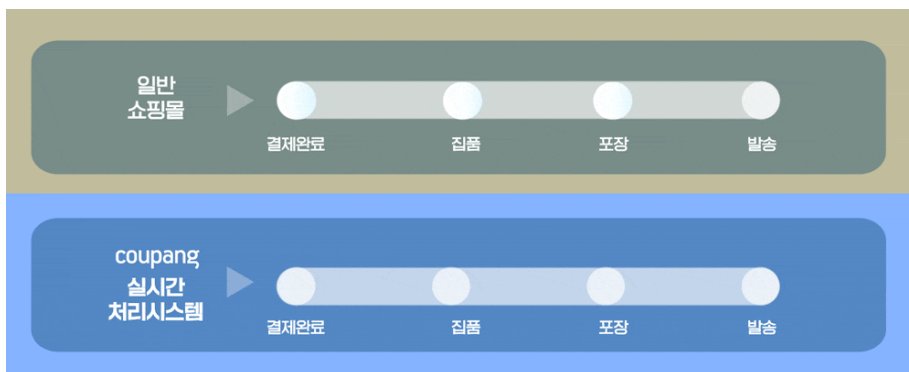 일반
쇼핑몰
결제완료 집품 포장 발송
coupang
실시간
처리시스템
결제완료 집품 포장 발송